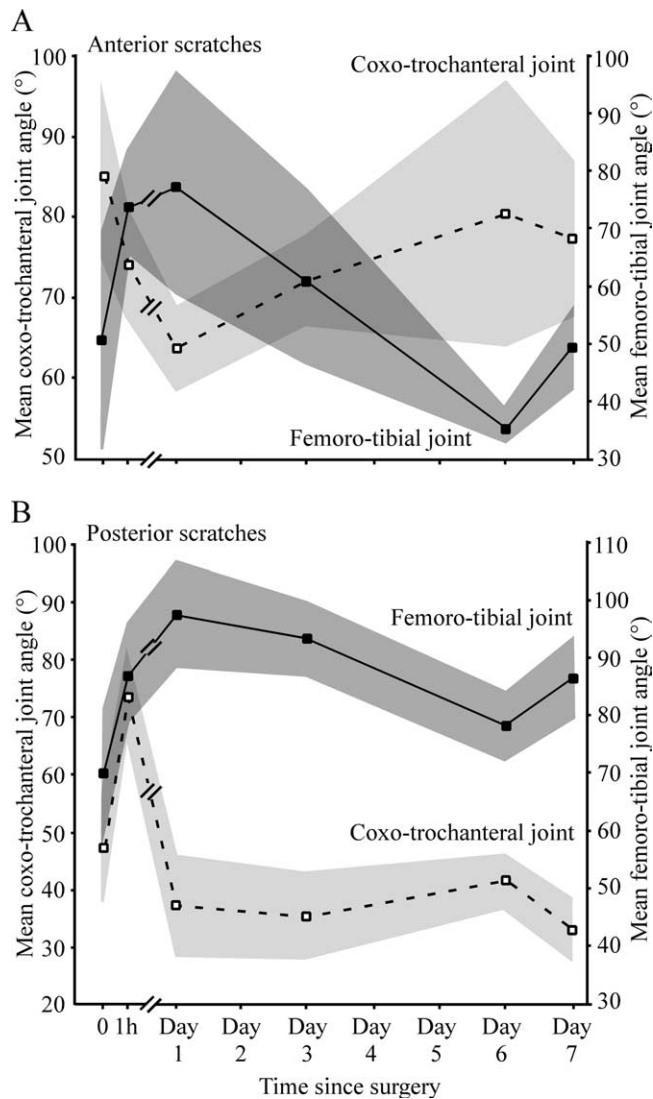 A
Anterior scratches
Coxo-trochanteral joint
Femoro-tibial joint
Mean coxo-trochanteral joint angle (°)
100
90
80
70
60
50
Mean femoro-tibial joint angle (°)
100
90
80
70
60
50
40
30
B
Posterior scratches
Femoro-tibial joint
Coxo-trochanteral joint
Mean coxo-trochanteral joint angle (°)
100
90
80
70
60
50
40
30
20
Mean femoro-tibial joint angle (°)
110
100
90
80
70
60
50
40
30
0 1h Day Day Day Day Day Day Day
1 2 3 4 5 6 7
Time since surgery